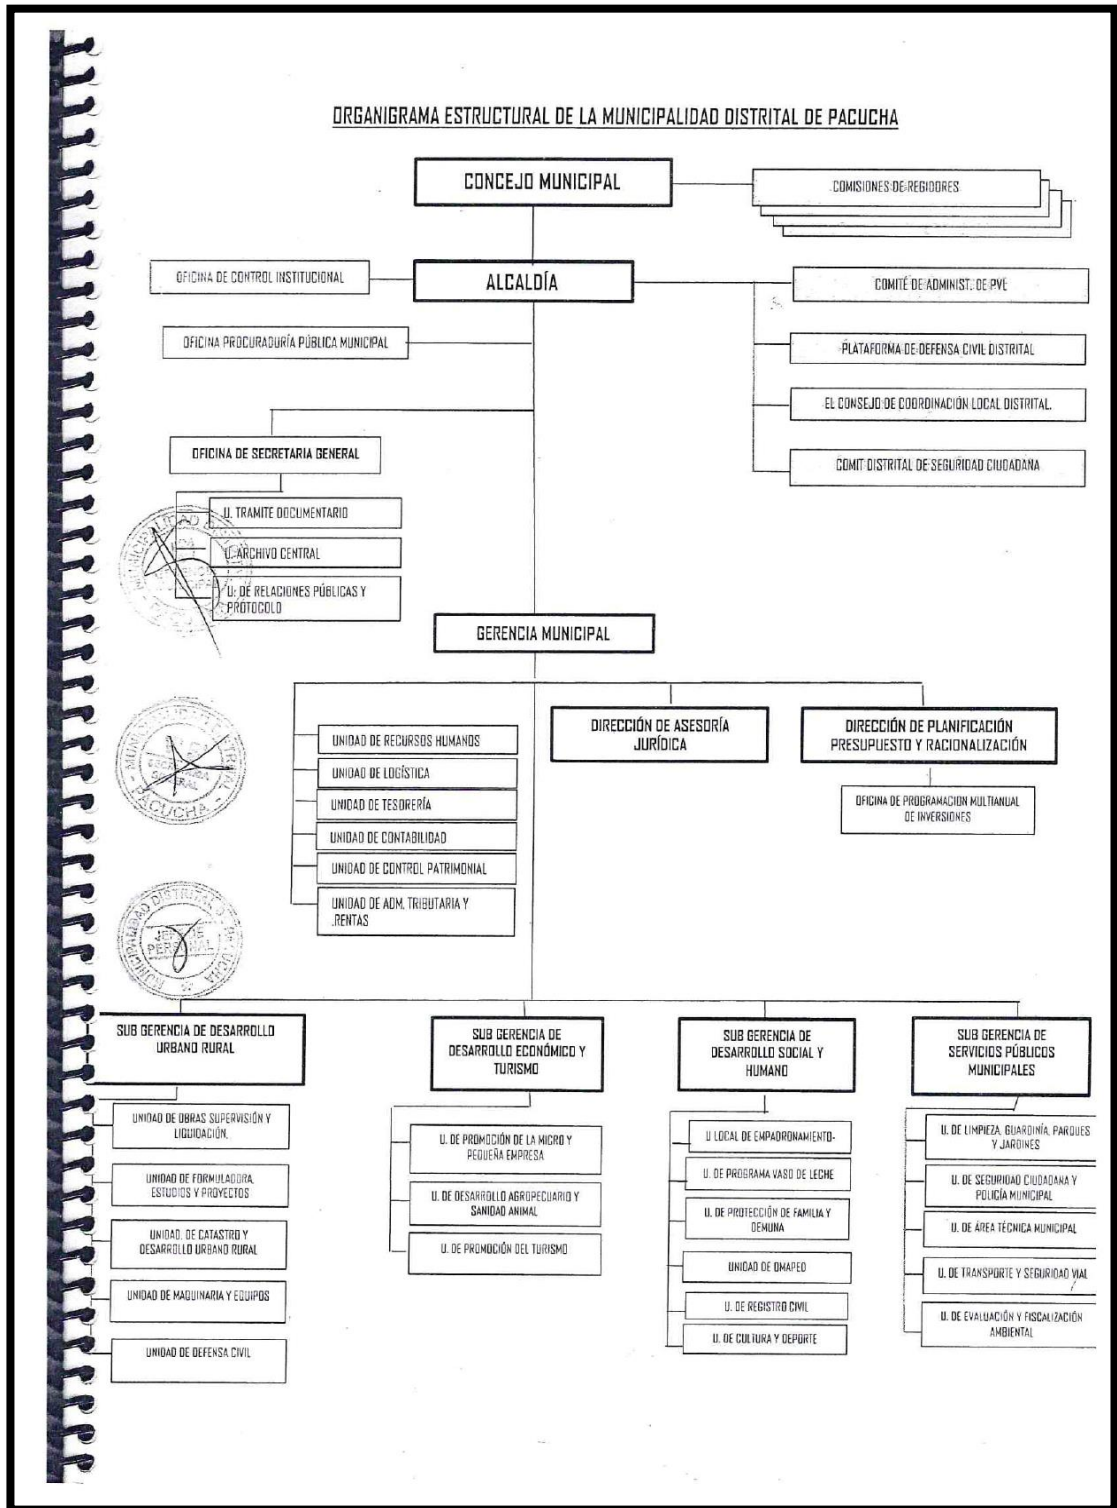 ORGANIGRAMA ESTRUCTURAL DE LA MUNICIPALIDAD DISTRITAL DE PACUCHA
CONCEJO MUNICIPAL
COMISIONES DE REGIDORES
OFICINA DE CONTROL INSTITUCIONAL
ALCALDÍA
COMITÉ DE ADMINIST. DE PVL
OFICINA PROCURADURÍA PÚBLICA MUNICIPAL
PLATAFORMA DE DEFENSA CIVIL DISTRITAL
EL CONSEJO DE COORDINACIÓN LOCAL DISTRITAL.
OFICINA DE SECRETARIA GENERAL
COMIT DISTRITAL DE SEGURIDAD CIUDADANA
U. TRAMITE DOCUMENTARIO
U. ARCHIVO CENTRAL
U. DE RELACIONES PÚBLICAS Y
PROTOCOLO
GERENCIA MUNICIPAL
DIRECCIÓN DE ASESORÍA
JURÍDICA
DIRECCIÓN DE PLANIFICACIÓN
PRESUPUESTO Y RACIONALIZACIÓN
OFICINA DE PROGRAMACION MULTIANUAL
DE INVERSIONES
UNIDAD DE RECURSOS HUMANOS
UNIDAD DE LOGÍSTICA
UNIDAD DE TESORERÍA
UNIDAD DE CONTABILIDAD
UNIDAD DE CONTROL PATRIMONIAL
UNIDAD DE ADM. TRIBUTARIA Y
RENTAS
MUNICIPALIDAD DISTRITAL
SECRETARIA
GENERAL
PACUCHA
MUNICIPALIDAD DISTRITAL
JEFE DE
PERSONAL
SUB GERENCIA DE DESARROLLO
URBANO RURAL
UNIDAD DE OBRAS SUPERVISIÓN Y
LIQUIDACIÓN.
UNIDAD DE FORMULADORA,
ESTUDIOS Y PROYECTOS
UNIDAD. DE CATASTRO Y
DESARROLLO URBANO RURAL
UNIDAD DE MAQUINARIA Y EQUIPOS
UNIDAD DE DEFENSA CIVIL
SUB GERENCIA DE
DESARROLLO ECONÓMICO Y
TURISMO
U. DE PROMOCIÓN DE LA MICRO Y
PEQUEÑA EMPRESA
U. DE DESARROLLO AGROPECUARIO Y
SANIDAD ANIMAL
U. DE PROMOCIÓN DEL TURISMO
SUB GERENCIA DE
DESARROLLO SOCIAL Y
HUMANO
U LOCAL DE EMPADRONAMIENTO-
U. DE PROGRAMA VASO DE LECHE
U. DE PROTECCIÓN DE FAMILIA Y
DEMUNA
UNIDAD DE OMAPED
U. DE REGISTRO CIVIL
U. DE CULTURA Y DEPORTE
SUB GERENCIA DE
SERVICIOS PÚBLICOS
MUNICIPALES
U. DE LIMPIEZA, GUARDINÍA, PARQUES
Y JARDINES
U. DE SEGURIDAD CIUDADANA Y
POLICÍA MUNICIPAL
U. DE ÁREA TÉCNICA MUNICIPAL
U. DE TRANSPORTE Y SEGURIDAD VIAL
U. DE EVALUACIÓN Y FISCALIZACIÓN
AMBIENTAL